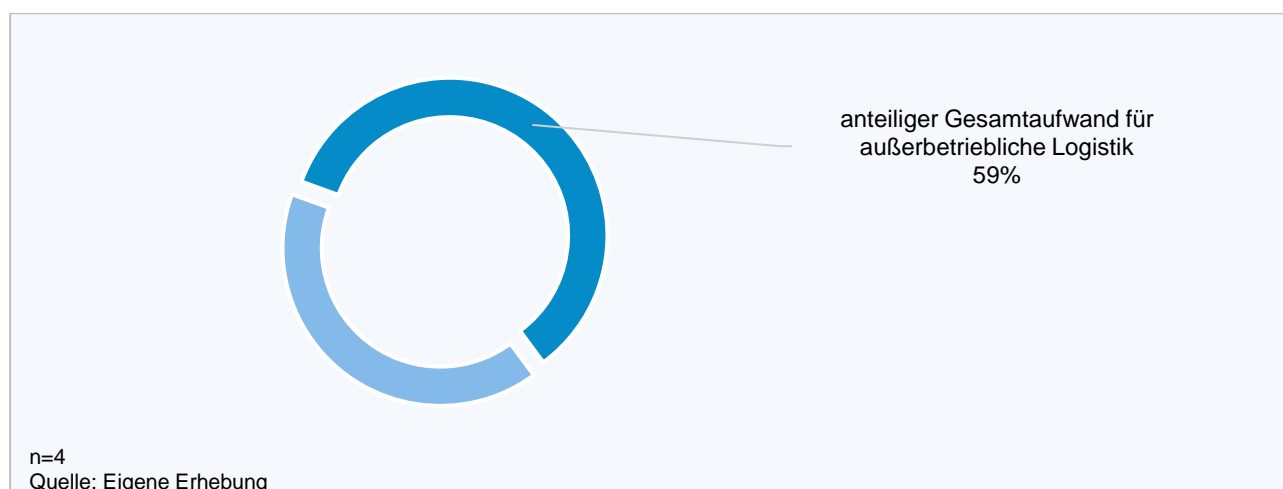 anteiliger Gesamtaufwand für
außerbetriebliche Logistik
59%
n=4
Quelle: Eigene Erhebung